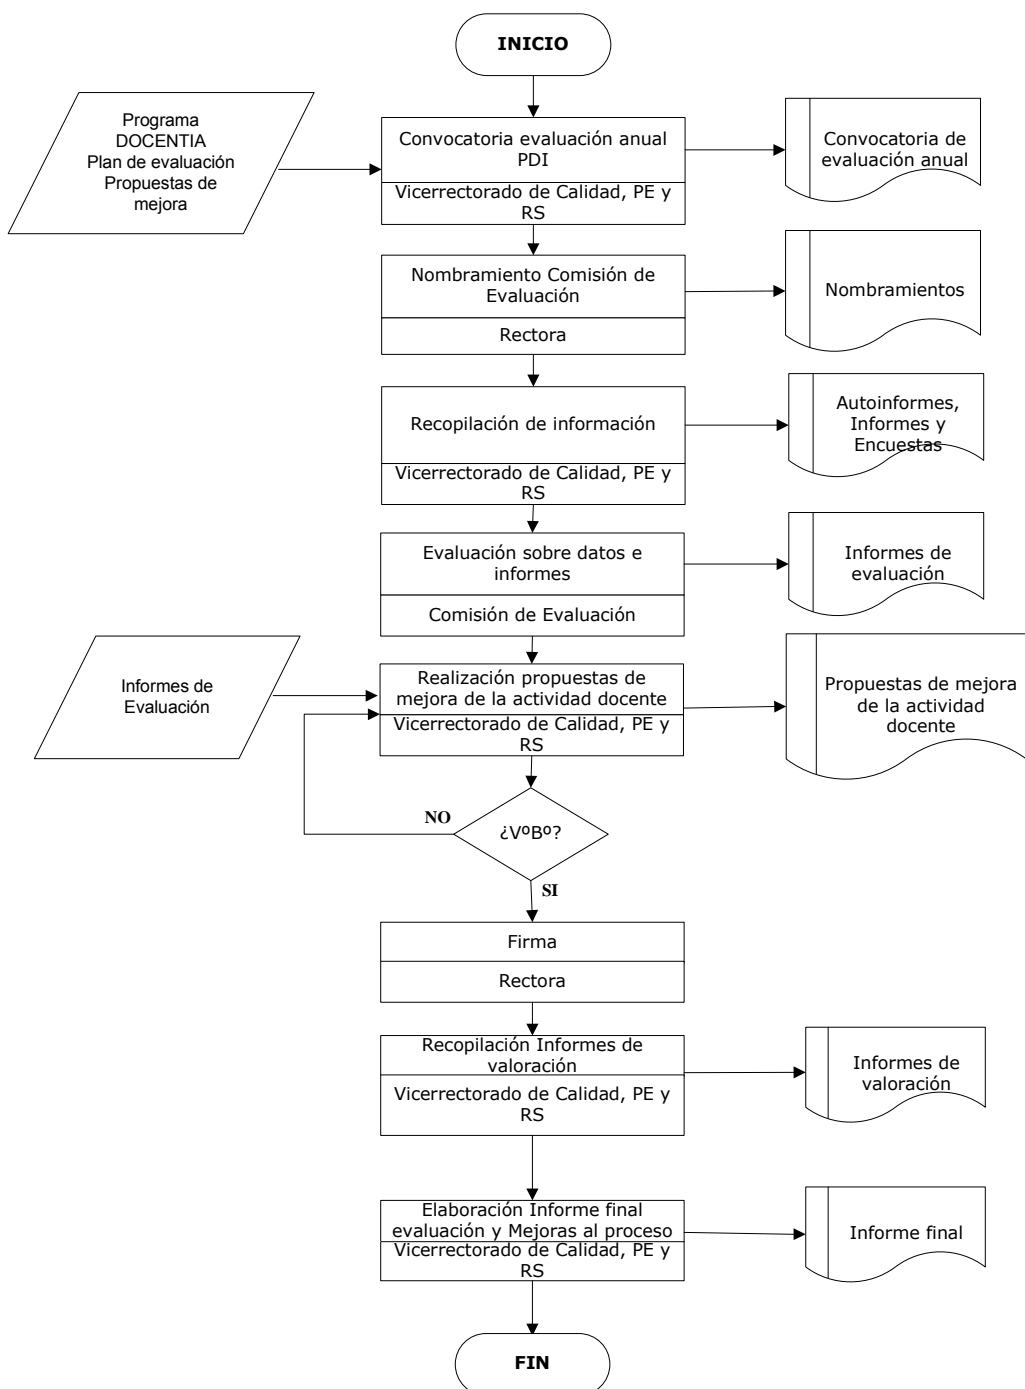 INICIO
Programa
DOCENTIA
Plan de evaluación
Propuestas de
mejora
Convocatoria evaluación anual
PDI
Vicerrectorado de Calidad, PE y
RS
Convocatoria de
evaluación anual
Nombramiento Comisión de
Evaluación
Rectora
Nombramientos
Recopilación de información
Vicerrectorado de Calidad, PE y
RS
Autoinformes,
Informes y
Encuestas
Evaluación sobre datos e
informes
Comisión de Evaluación
Informes de
evaluación
Informes de
Evaluación
Realización propuestas de
mejora de la actividad docente
Vicerrectorado de Calidad, PE y
RS
Propuestas de mejora
de la actividad
docente
NO
¿VºBº?
SI
Firma
Rectora
Recopilación Informes de
valoración
Vicerrectorado de Calidad, PE y
RS
Informes de
valoración
Elaboración Informe final
evaluación y Mejoras al proceso
Vicerrectorado de Calidad, PE y
RS
Informe final
FIN